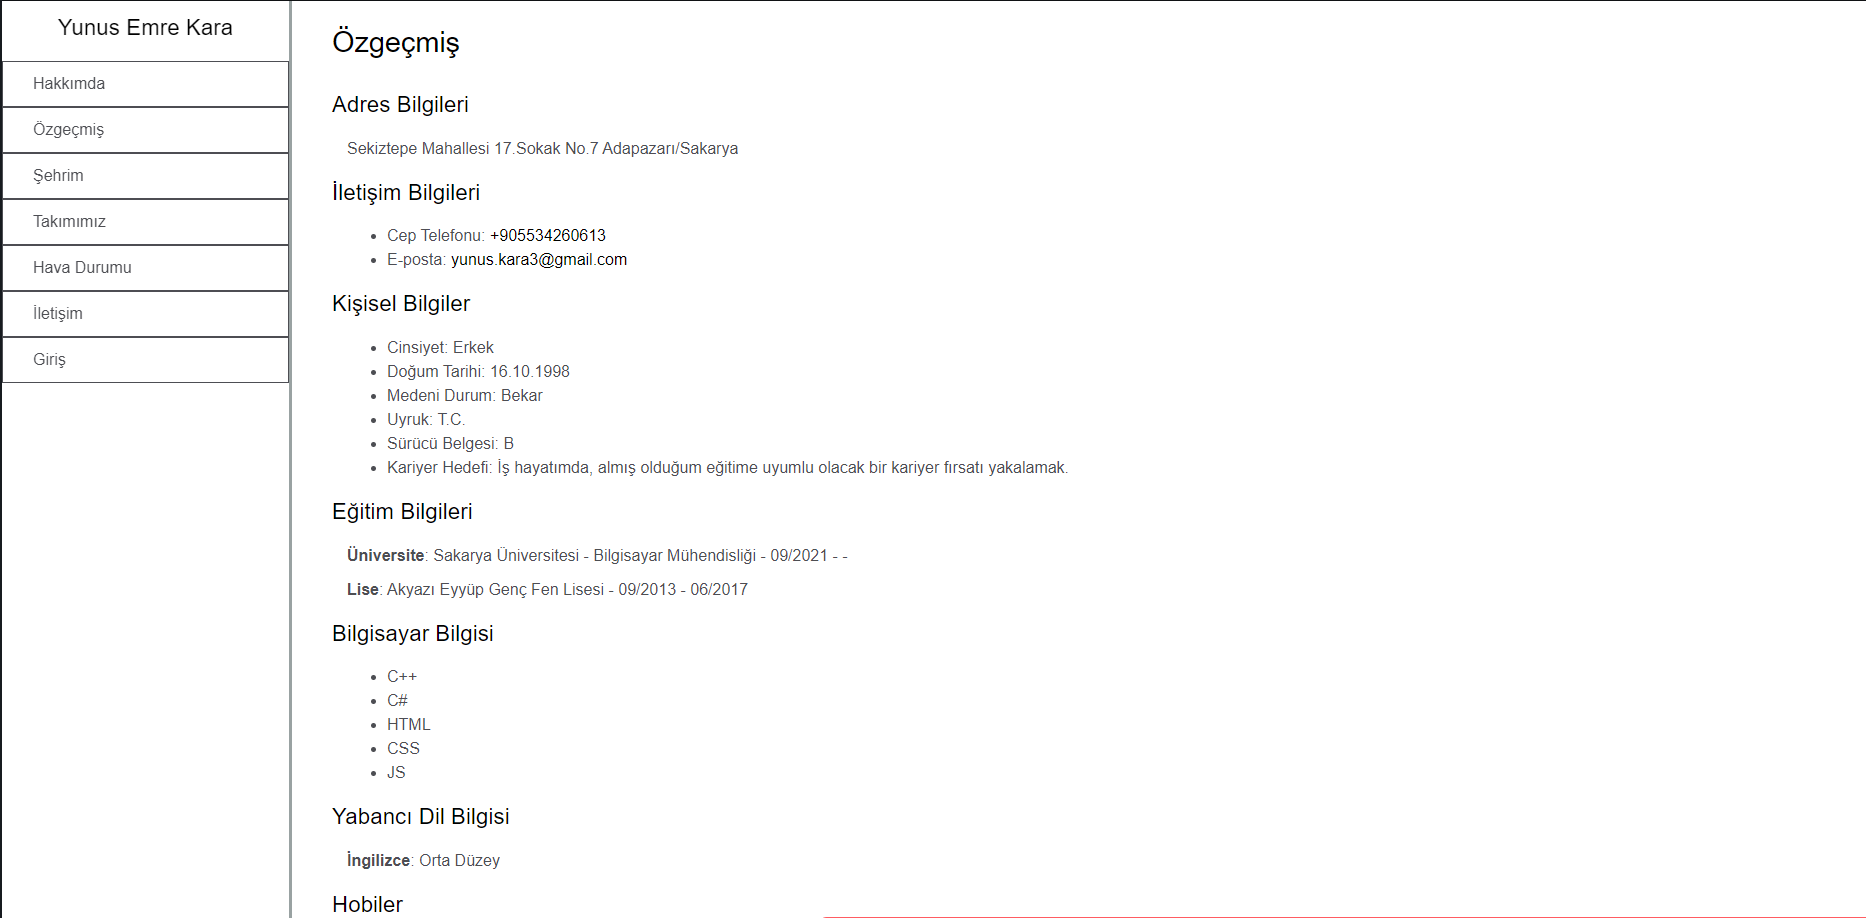 Yunus Emre Kara
Hakkımda
Özgeçmiş
Şehrim
Takımımız
Hava Durumu
İletişim
Giriş
Özgeçmiş
Adres Bilgileri
Sekiztepe Mahallesi 17.Sokak No.7 Adapazarı/Sakarya
İletişim Bilgileri
Cep Telefonu: +905534260613
E-posta: yunus.kara3@gmail.com
Kişisel Bilgiler
Cinsiyet: Erkek
Doğum Tarihi: 16.10.1998
Medeni Durum: Bekar
Uyruk: T.C.
Sürücü Belgesi: B
Kariyer Hedefi: İş hayatımda, almış olduğum eğitime uyumlu olacak bir kariyer fırsatı yakalamak.
Eğitim Bilgileri
Üniversite: Sakarya Üniversitesi - Bilgisayar Mühendisliği - 09/2021 - -
Lise: Akyazı Eyyüp Genç Fen Lisesi - 09/2013 - 06/2017
Bilgisayar Bilgisi
C++
C#
HTML
CSS
JS
Yabancı Dil Bilgisi
İngilizce: Orta Düzey
Hobiler